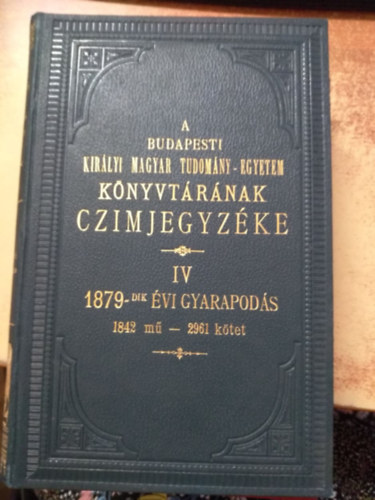 A
BUDAPESTI
KIRÁLYI MAGYAR TUDOMÁNY-EGYETEM
KÖNYVTÁRÁNAK
CZIMJEGYZÉKE
IV
1879-DIK ÉVI GYARAPODÁS
1842 mű — 2961 kötet